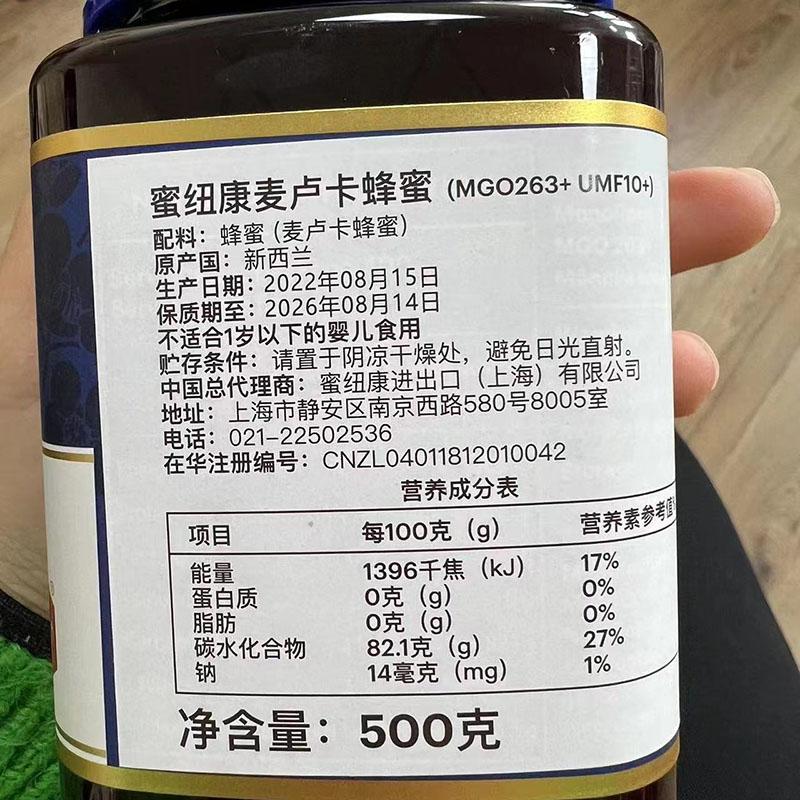 蜜纽康麦卢卡蜂蜜 (MGO263+ UMF10+)
配料：蜂蜜 (麦卢卡蜂蜜)
原产国：新西兰
生产日期：2022年08月15日
保质期至：2026年08月14日
不适合1岁以下的婴儿食用
贮存条件：请置于阴凉干燥处，避免日光直射。
中国总代理商：蜜纽康进出口（上海）有限公司
地址：上海市静安区南京西路580号8005室
电话：021-22502536
在华注册编号：CNZL04011812010042
营养成分表
项目 每100克（g） 营养素参考值%
能量 1396千焦（kJ） 17%
蛋白质 0克（g） 0%
脂肪 0克（g） 0%
碳水化合物 82.1克（g） 27%
钠 14毫克（mg） 1%
净含量：500克